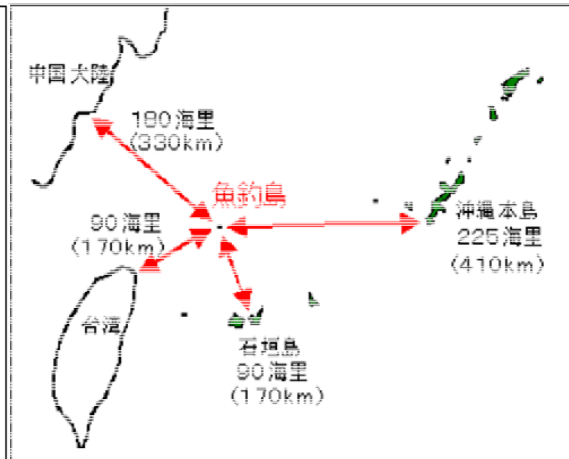 中国大陸
180海里
(330km)
魚釣島
90海里
(170km)
沖縄本島
225海里
(410km)
台湾
石垣島
90海里
(170km)